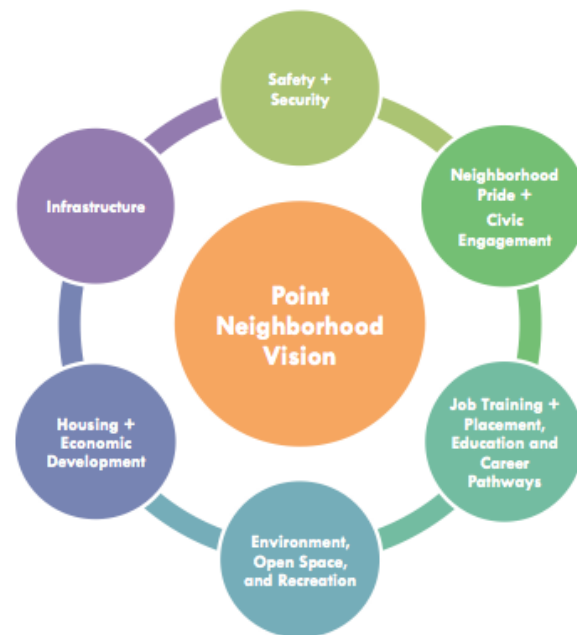 Safety +
Security
Neighborhood
Pride +
Civic
Engagement
Infrastructure
Point
Neighborhood
Vision
Job Training +
Placement,
Education and
Career
Pathways
Housing +
Economic
Development
Environment,
Open Space,
and Recreation